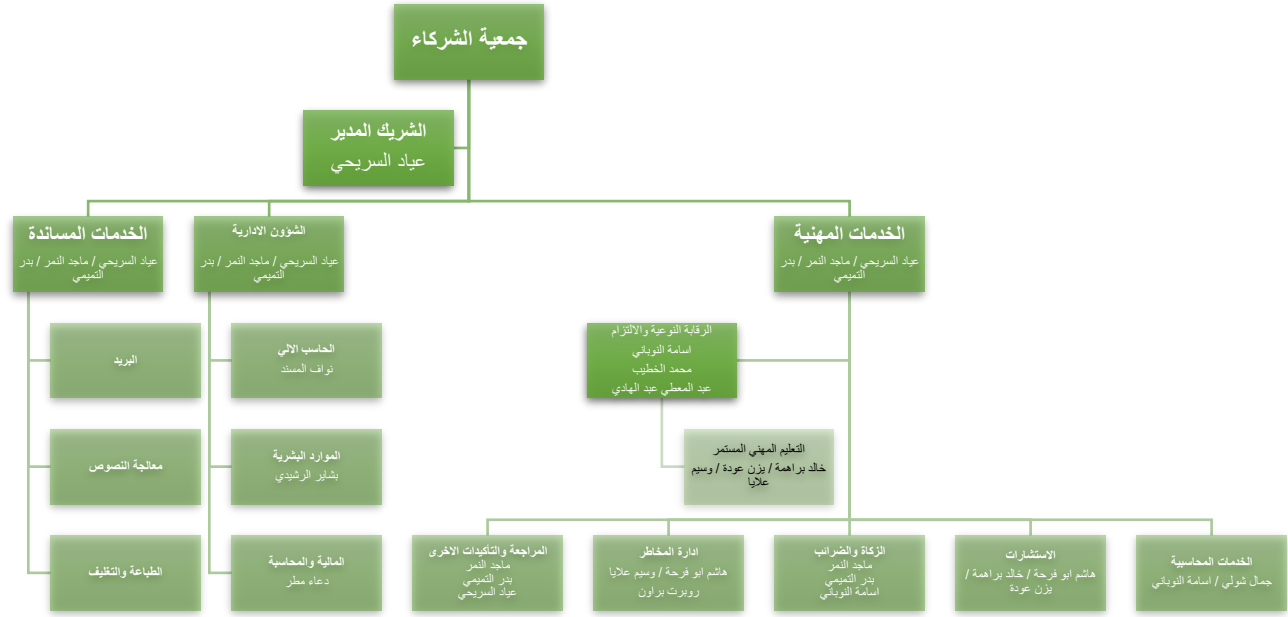 جمعية الشركاء
الشريك المدير
عياد السريحي
الخدمات المهنية
عياد السريحي / ماجد النمر / بدر
التميمي
الشؤون الادارية
عياد السريحي / ماجد النمر / بدر
التميمي
الخدمات المساندة
عياد السريحي / ماجد النمر / بدر
التميمي
الرقابة النوعية والالتزام
اسامة النوباني
محمد الخطيب
عبد المعطي عبد الهادي
التعليم المهني المستمر
خالد براهمة / يزن عودة / وسيم
علايا
الخدمات المحاسبية
جمال شولي / اسامة النوباني
الاستشارات
هاشم ابو فرحة / خالد براهمة /
يزن عودة
الزكاة والضرائب
ماجد النمر
بدر التميمي
اسامة النوباني
ادارة المخاطر
هاشم ابو فرحة / وسيم علايا
روبرت براون
المراجعة والتأكيدات الاخرى
ماجد النمر
بدر التميمي
عياد السريحي
الحاسب الالي
نواف المسند
الموارد البشرية
بشاير الرشيدي
المالية والمحاسبة
دعاء مطر
البريد
معالجة النصوص
الطباعة والتغليف